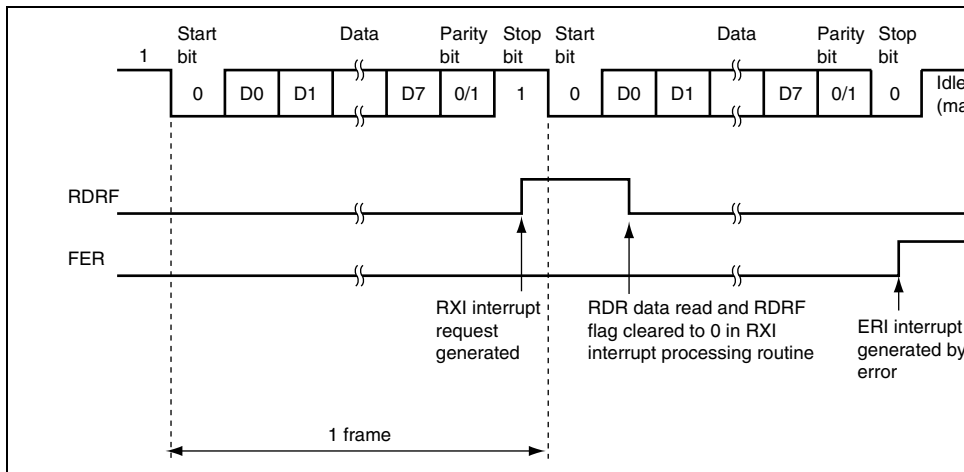 Start bit Data Parity bit Stop bit Start bit Data Parity bit Stop bit
1
0 D0 D1 D7 0/1 1 0 D0 D1 D7 0/1 0 Idle
RDRF
FER
RXI interrupt
request
generated
RDR data read and RDRF
flag cleared to 0 in RXI
interrupt processing routine
ERI interrupt
generated by
error
1 frame